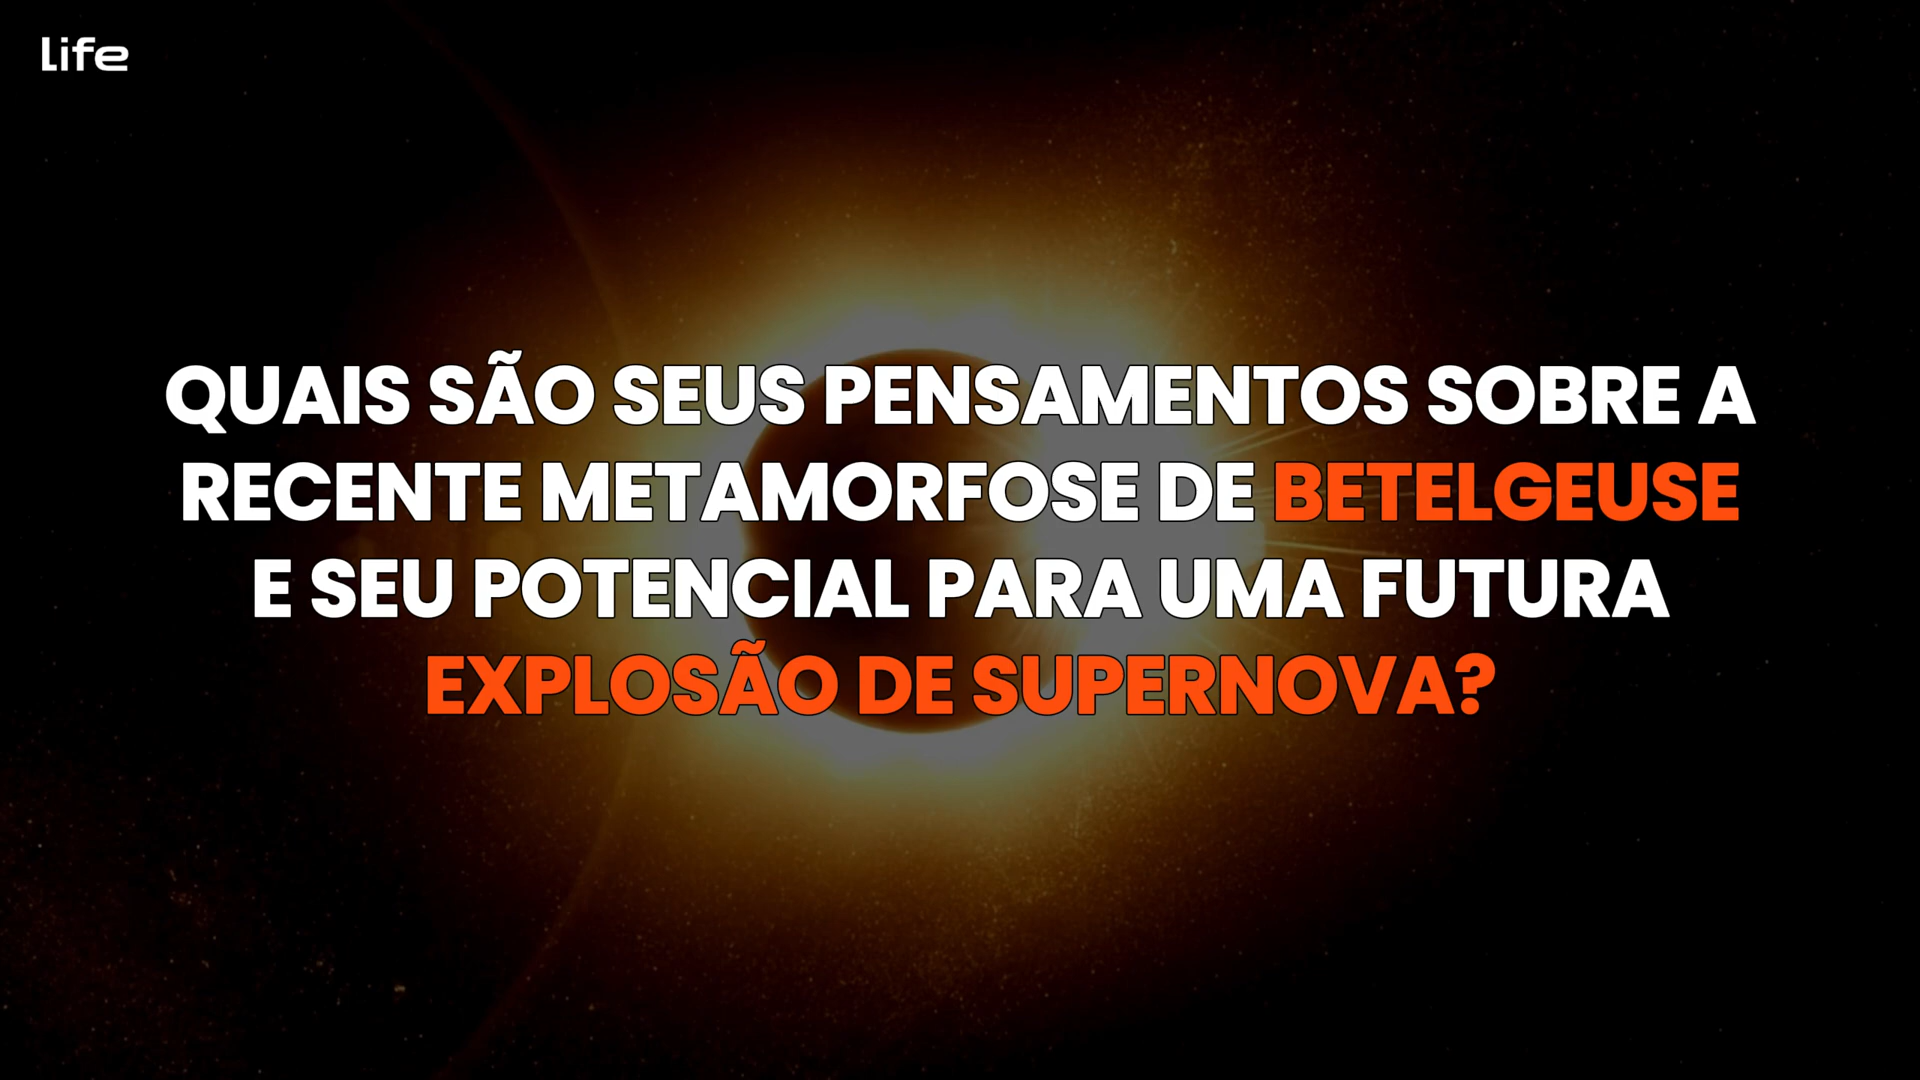 life
QUAIS SÃO SEUS PENSAMENTOS SOBRE A
RECENTE METAMORFOSE DE BETELGEUSE
E SEU POTENCIAL PARA UMA FUTURA
EXPLOSÃO DE SUPERNOVA?